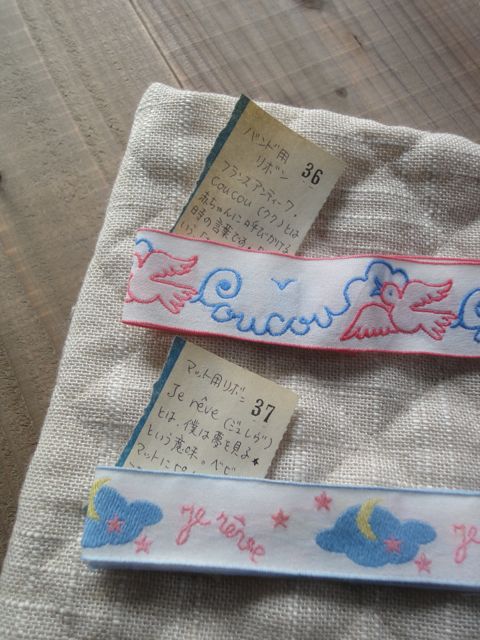 バンド用
リボン 36
フランスアンティーク。
coucou (クク) とは
赤ちゃんに呼びかける
時の言葉です。
Coucou
マット用リボン 37
Je rêve (ジュレヴ)
とは、僕は夢を見る★
という意味。ベビー
マットに
je rêve
je